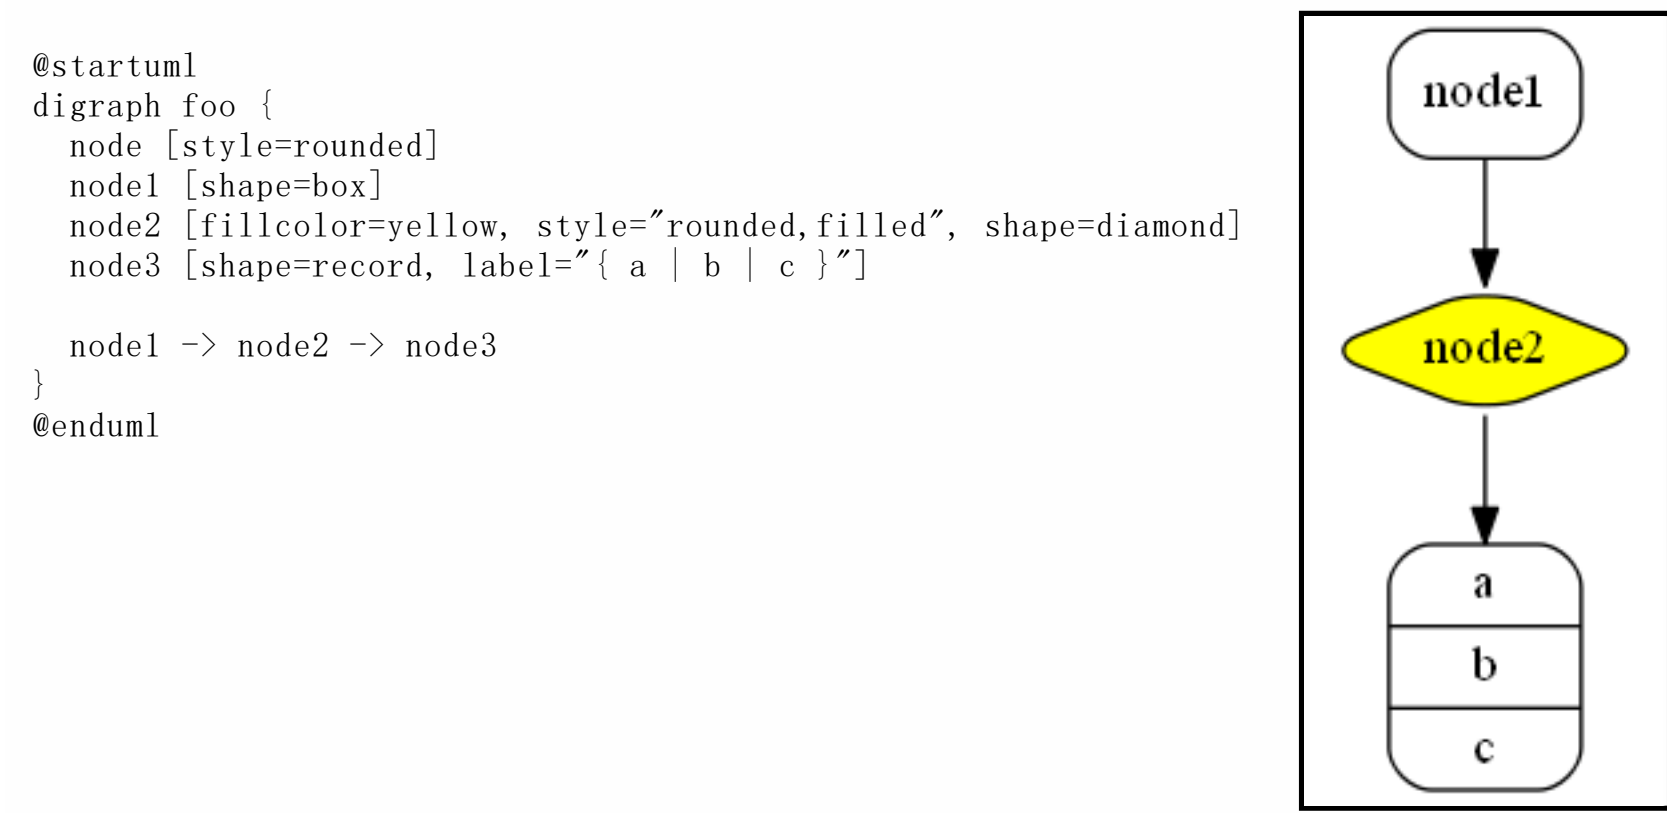 @startuml
digraph foo {
  node [style=rounded]
  node1 [shape=box]
  node2 [fillcolor=yellow, style="rounded,filled", shape=diamond]
  node3 [shape=record, label="{ a | b | c }"]
  node1 -> node2 -> node3
}
@enduml
node1
node2
a
b
c